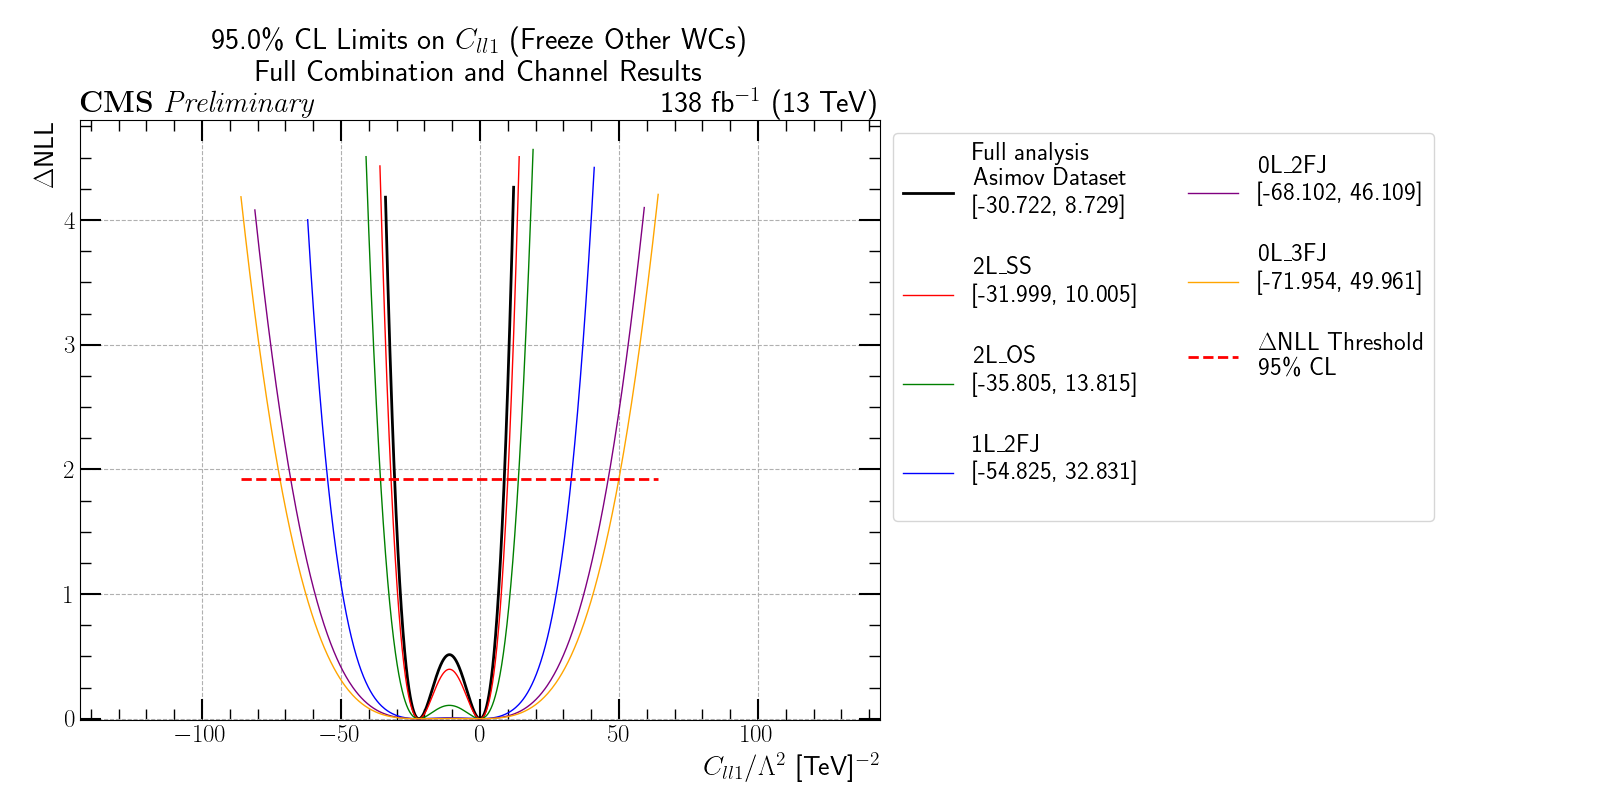 95.0% CL Limits on C_{ll1} (Freeze Other WCs)
Full Combination and Channel Results
CMS Preliminary
138 fb^{-1} (13 TeV)
ΔNLL
4
3
2
1
0
−100
−50
0
50
100
C_{ll1}/Λ^2 [TeV]^{-2}
Full analysis
Asimov Dataset
[-30.722, 8.729]
2L_SS
[-31.999, 10.005]
2L_OS
[-35.805, 13.815]
1L_2FJ
[-54.825, 32.831]
0L_2FJ
[-68.102, 46.109]
0L_3FJ
[-71.954, 49.961]
ΔNLL Threshold
95% CL